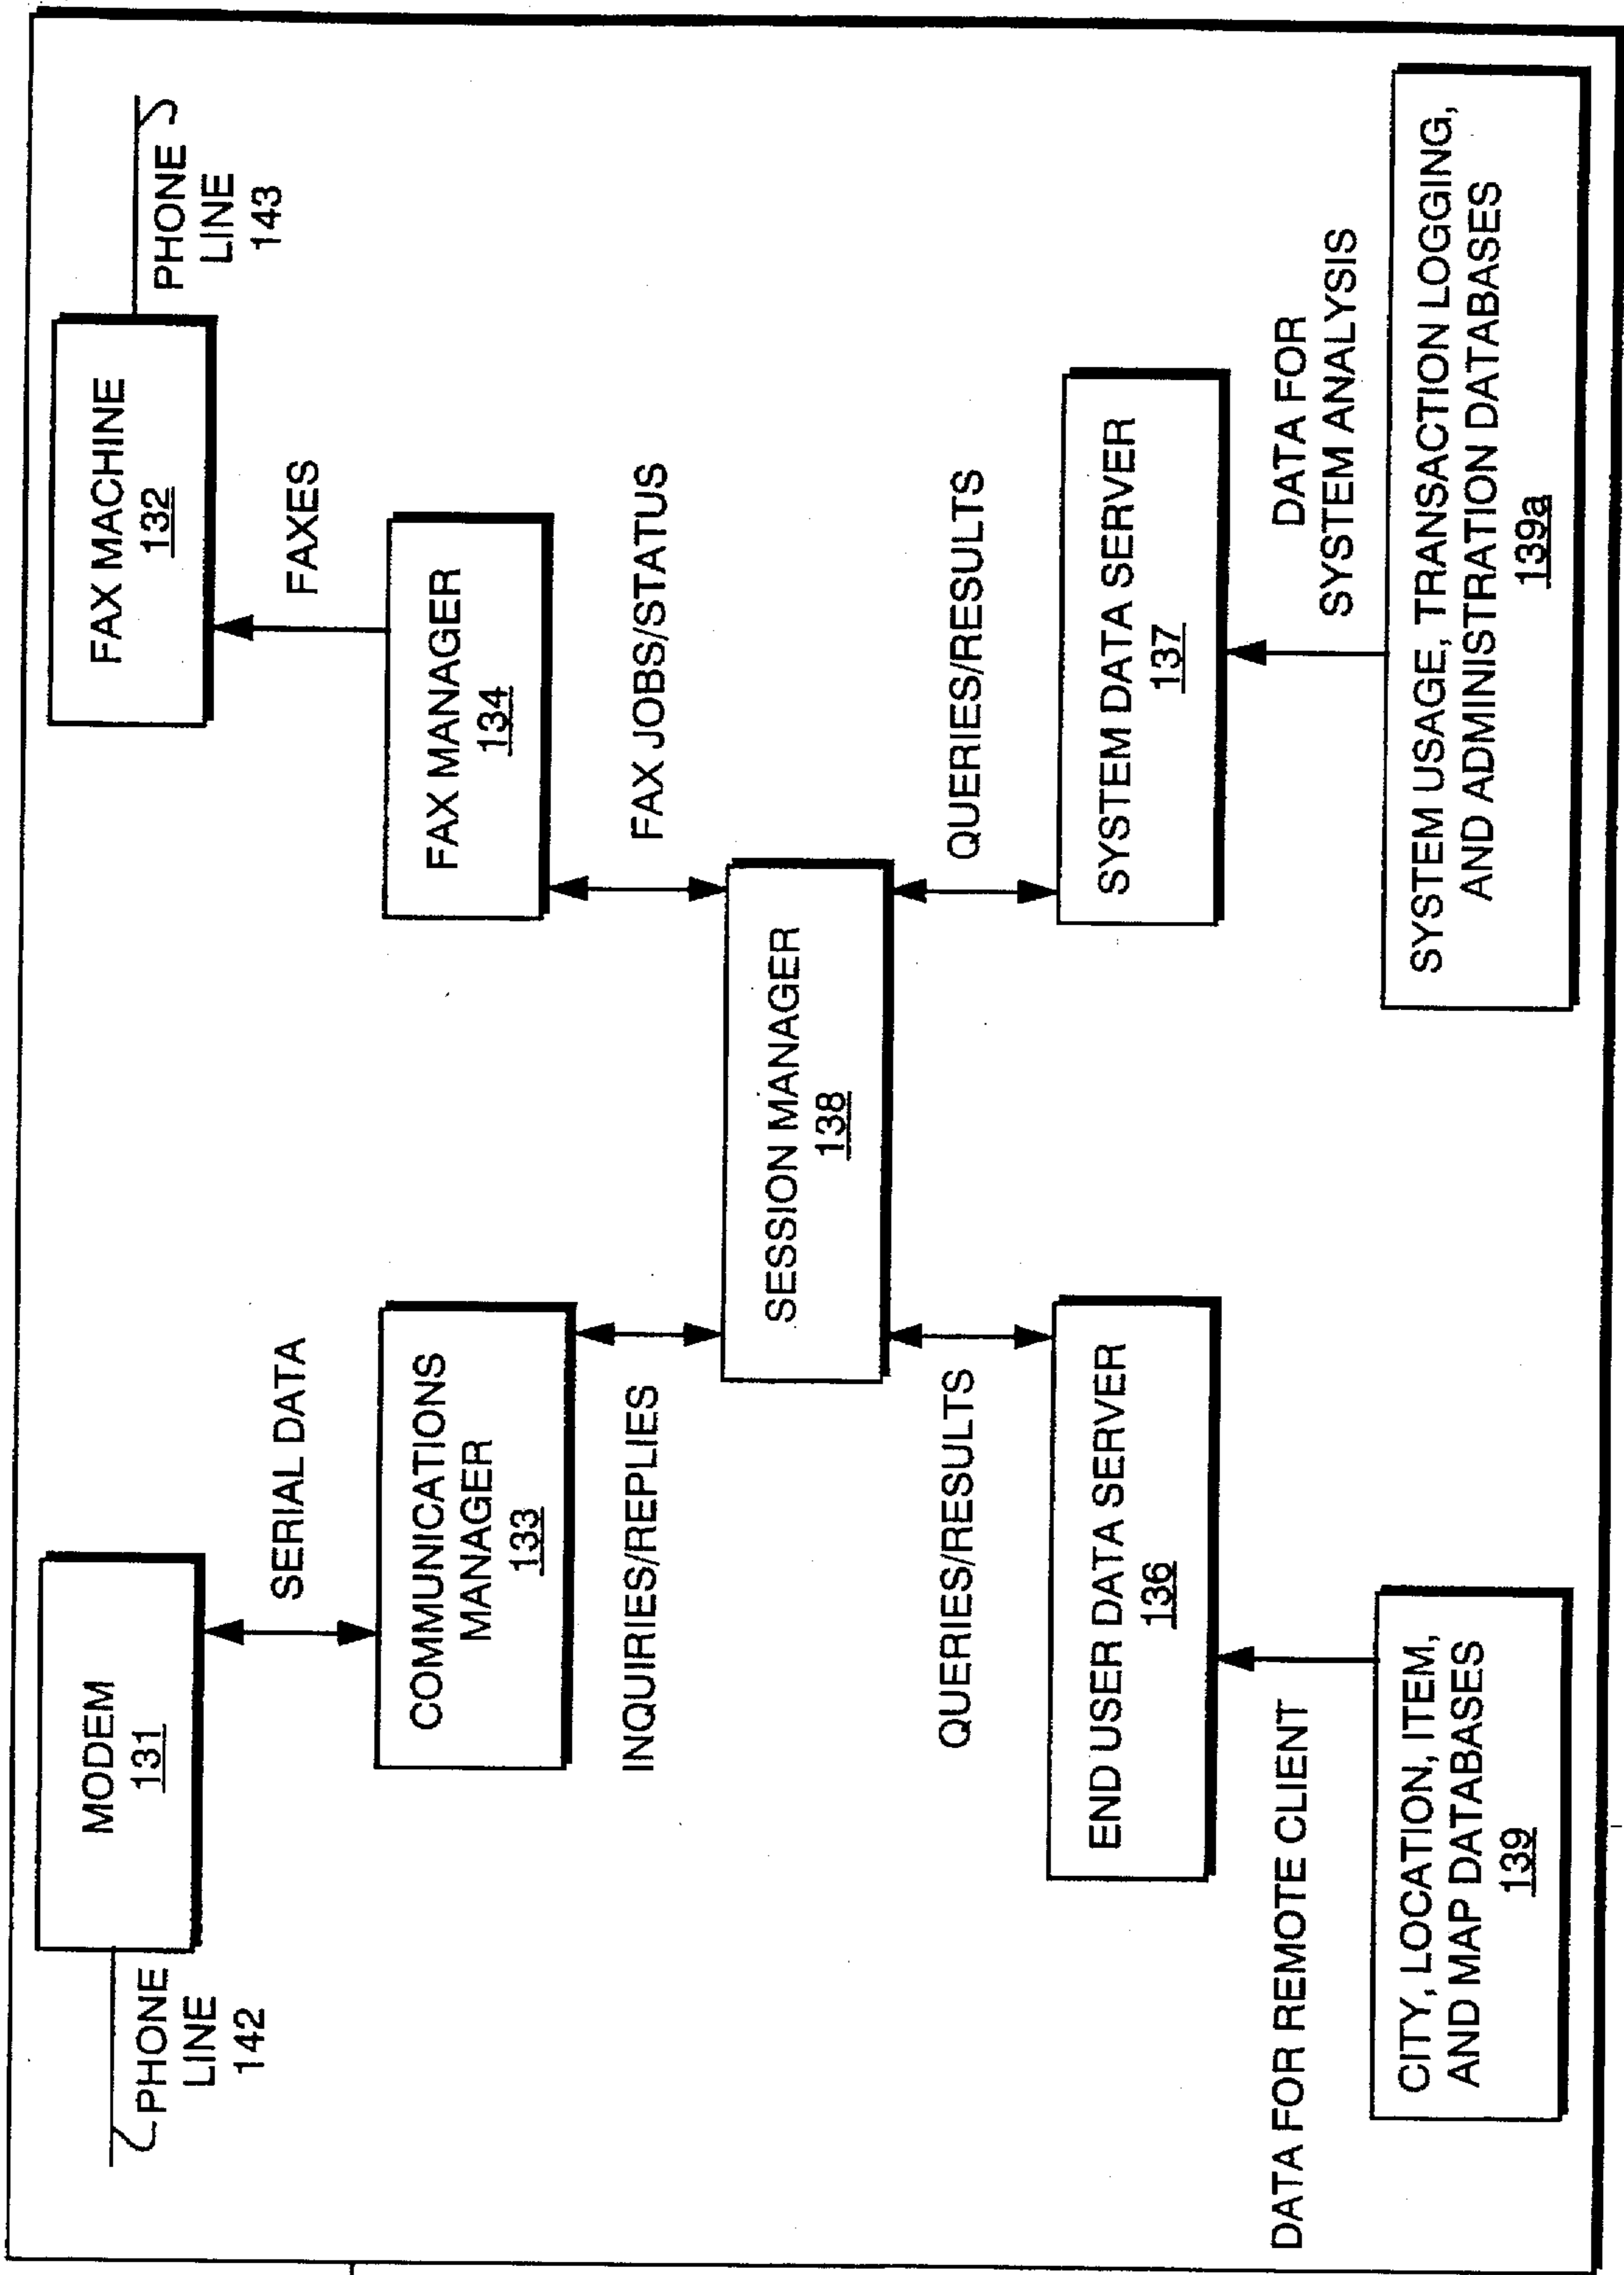 MODEM
131
PHONE
LINE
142
FAX MACHINE
132
PHONE
LINE
143
SERIAL DATA
FAXES
COMMUNICATIONS
MANAGER
133
FAX MANAGER
134
INQUIRIES/REPLIES
FAX JOBS/STATUS
SESSION MANAGER
138
QUERIES/RESULTS
QUERIES/RESULTS
END USER DATA SERVER
136
SYSTEM DATA SERVER
137
DATA FOR REMOTE CLIENT
DATA FOR
SYSTEM ANALYSIS
CITY, LOCATION, ITEM,
AND MAP DATABASES
139
SYSTEM USAGE, TRANSACTION LOGGING,
AND ADMINISTRATION DATABASES
139a